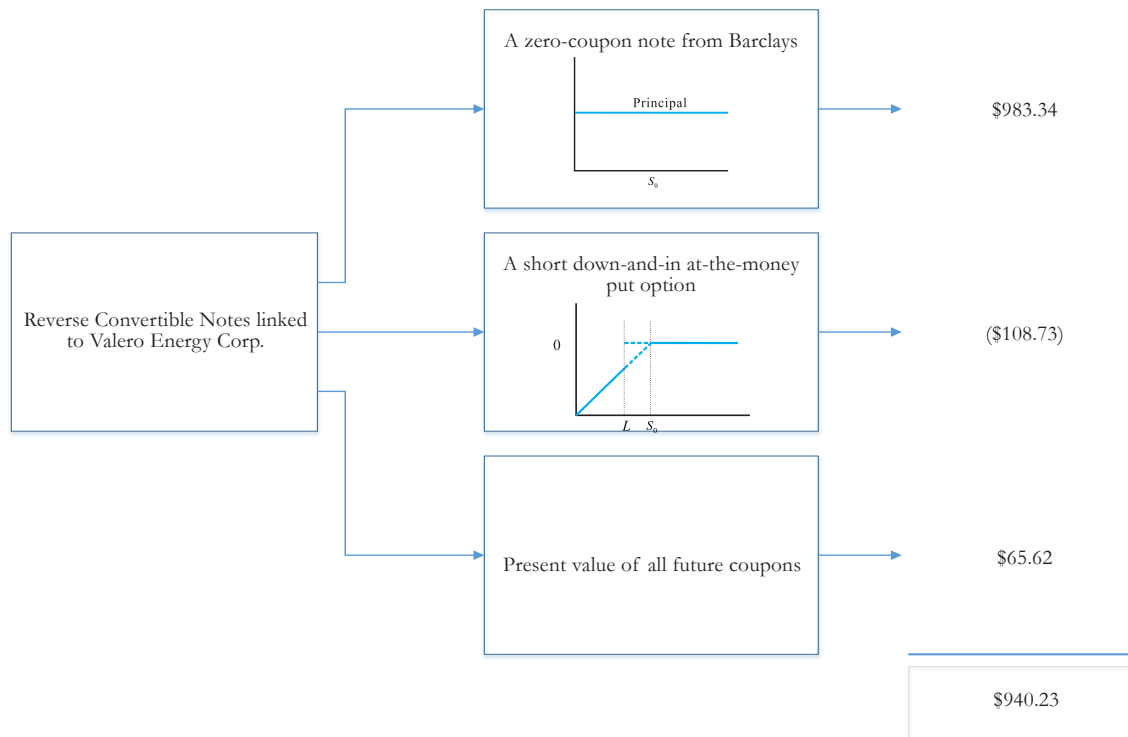 A zero-coupon note from Barclays
Principal
S₀
$983.34
Reverse Convertible Notes linked
to Valero Energy Corp.
A short down-and-in at-the-money
put option
0
L S₀
($108.73)
Present value of all future coupons
$65.62
$940.23